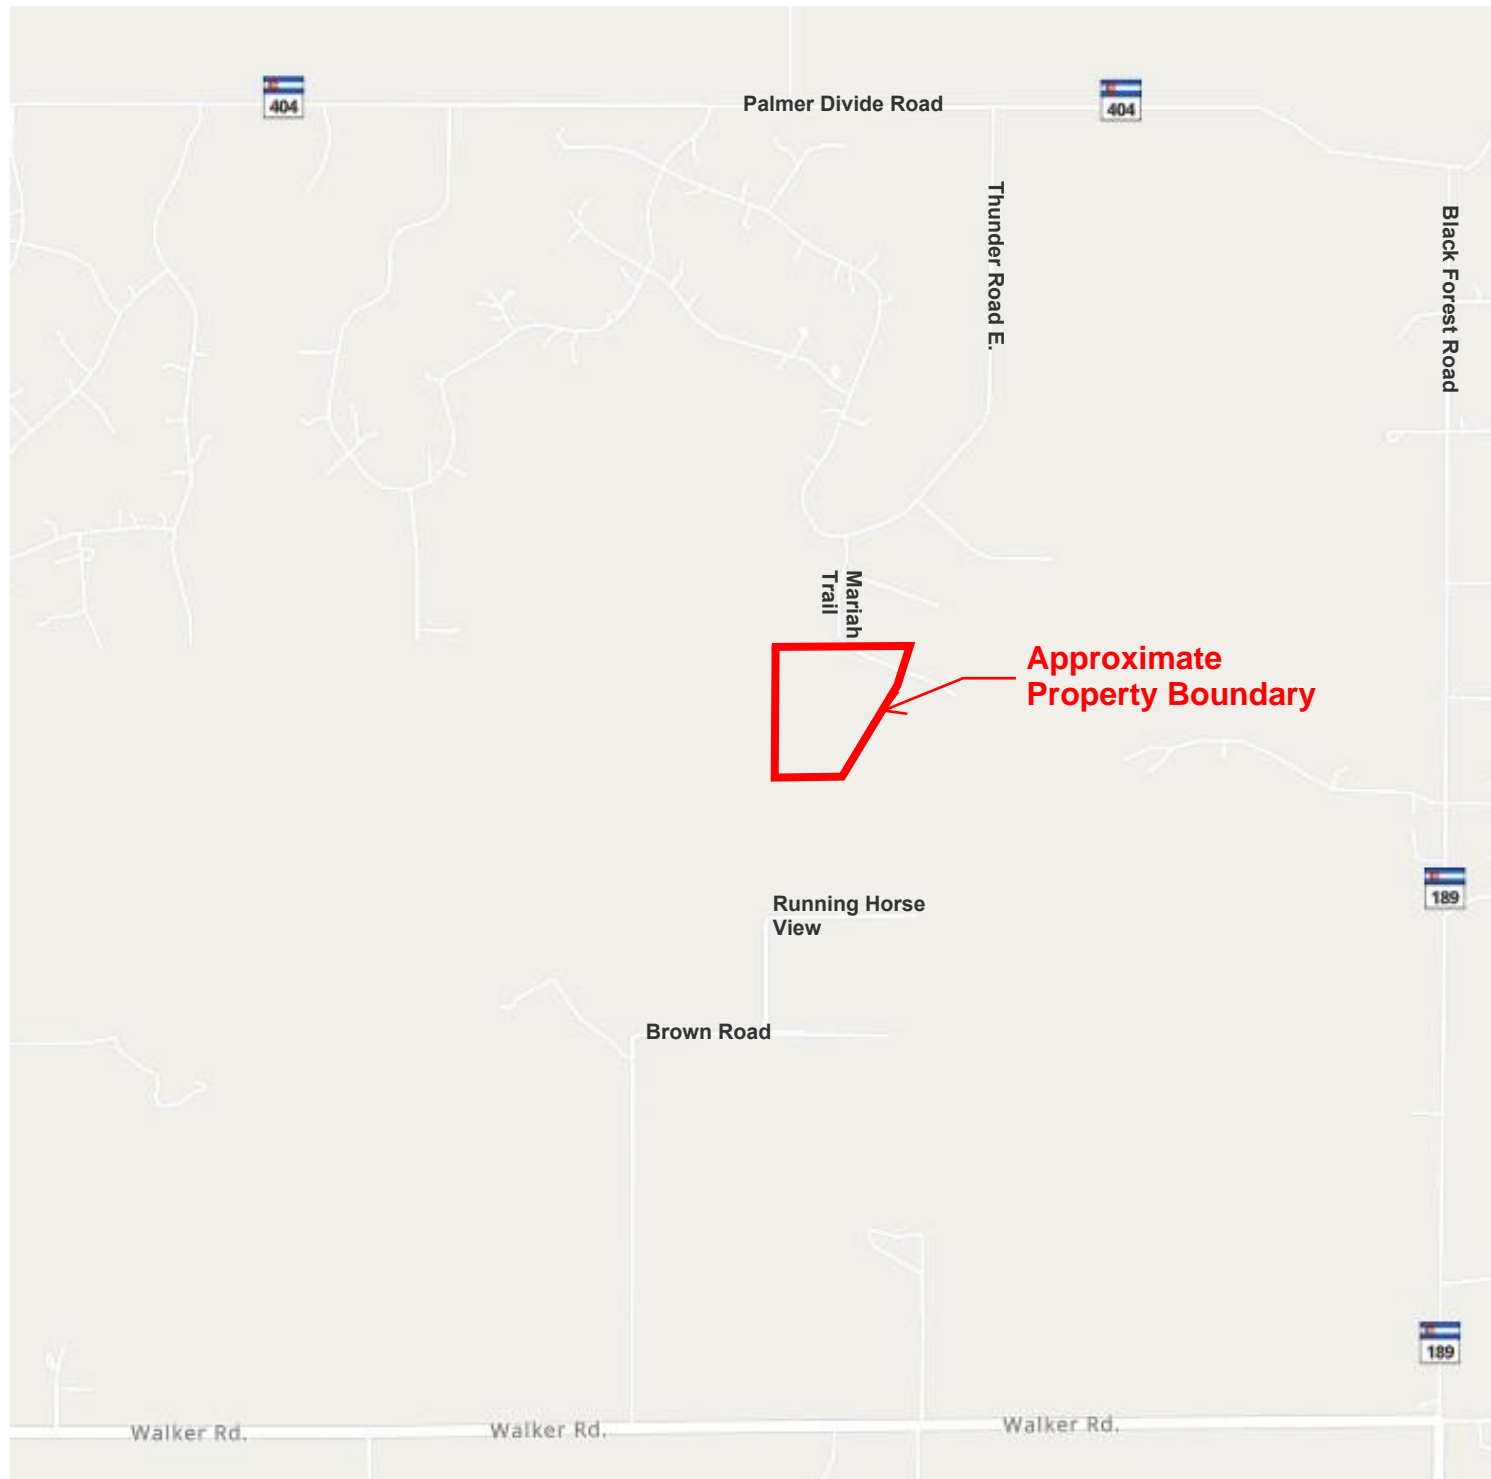 404
Palmer Divide Road
404
Thunder Road E.
Black Forest Road
Mariah
Trail
Approximate
Property Boundary
189
Running Horse
View
Brown Road
189
Walker Rd.
Walker Rd.
Walker Rd.